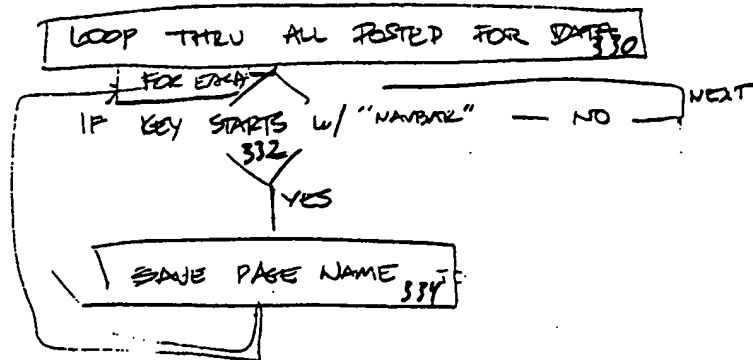 LOOP THRU ALL POSTED FOR DATA 330
FOR EACH
IF KEY STARTS W/ "NAVBAR" — NO — NEXT
332
YES
SAVE PAGE NAME 334